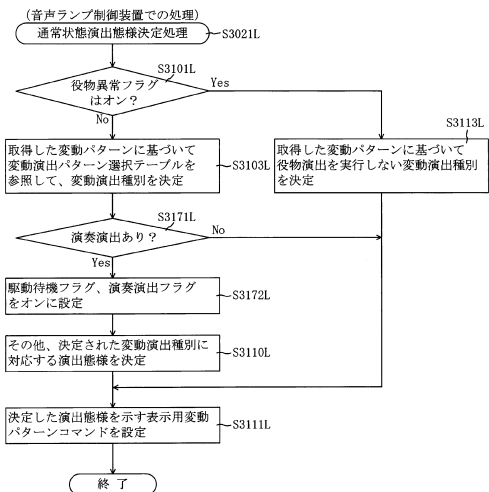 (音声ランプ制御装置での処理)
通常状態演出態様決定処理
S3021L
S3101L
役物異常フラグ
はオン?
Yes
No
S3113L
取得した変動パターンに基づいて
変動演出パターン選択テーブルを
参照して、変動演出種別を決定
S3103L
取得した変動パターンに基づいて
役物演出を実行しない変動演出種別
を決定
S3171L
演奏演出あり?
No
Yes
駆動待機フラグ、演奏演出フラグ
をオンに設定
S3172L
その他、決定された変動演出種別に
対応する演出態様を決定
S3110L
決定した演出態様を示す表示用変動
パターンコマンドを設定
S3111L
終 了